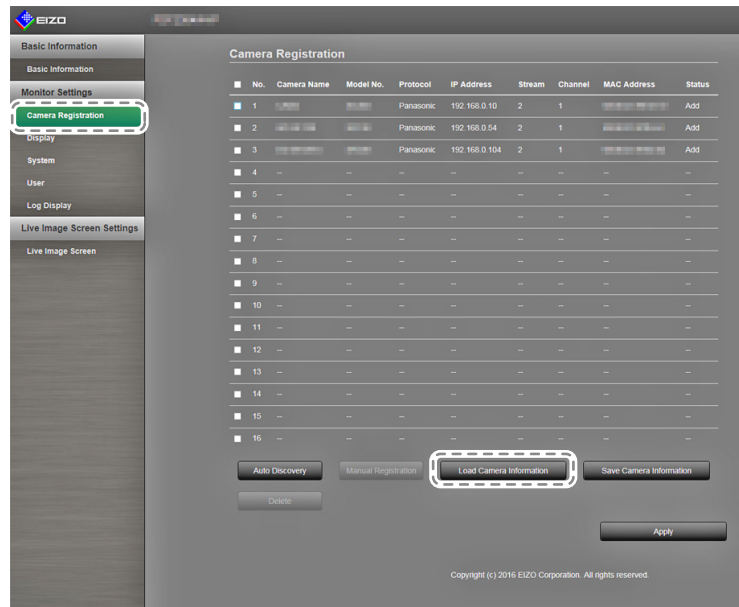 EIZO
Basic Information
Basic Information
Monitor Settings
Camera Registration
Display
System
User
Log Display
Live Image Screen Settings
Live Image Screen
Camera Registration
No. Camera Name Model No. Protocol IP Address Stream Channel MAC Address Status
1 Panasonic 192.168.0.10 2 1 Add
2 Panasonic 192.168.0.54 2 1 Add
3 Panasonic 192.168.0.104 2 1 Add
4 -- -- -- -- -- -- -- --
5 -- -- -- -- -- -- -- --
6 -- -- -- -- -- -- -- --
7 -- -- -- -- -- -- -- --
8 -- -- -- -- -- -- -- --
9 -- -- -- -- -- -- -- --
10 -- -- -- -- -- -- -- --
11 -- -- -- -- -- -- -- --
12 -- -- -- -- -- -- -- --
13 -- -- -- -- -- -- -- --
14 -- -- -- -- -- -- -- --
15 -- -- -- -- -- -- -- --
16 -- -- -- -- -- -- -- --
Auto Discovery Manual Registration Load Camera Information Save Camera Information
Delete
Apply
Copyright (c) 2016 EIZO Corporation. All rights reserved.